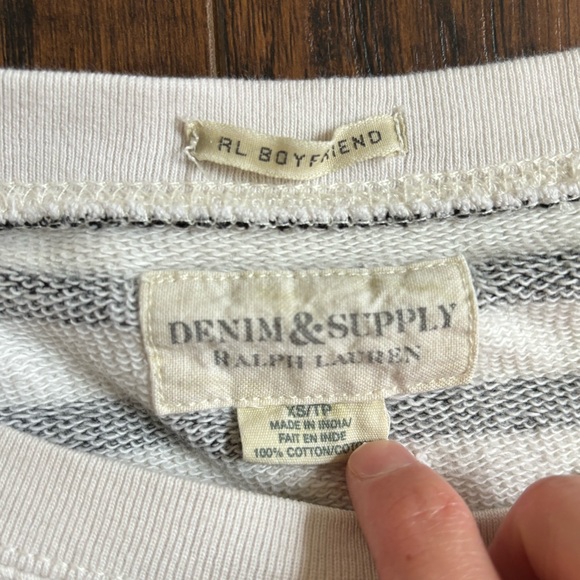 RL BOYFRIEND
DENIM & SUPPLY
RALPH LAUREN
XS/TP
MADE IN INDIA/
FAIT EN INDE
100% COTTON/